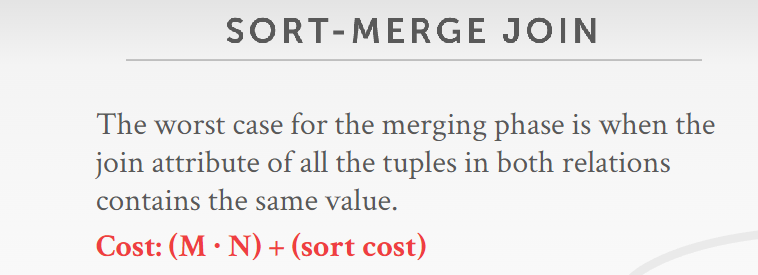 SORT-MERGE JOIN
The worst case for the merging phase is when the
join attribute of all the tuples in both relations
contains the same value.
Cost: (M · N) + (sort cost)